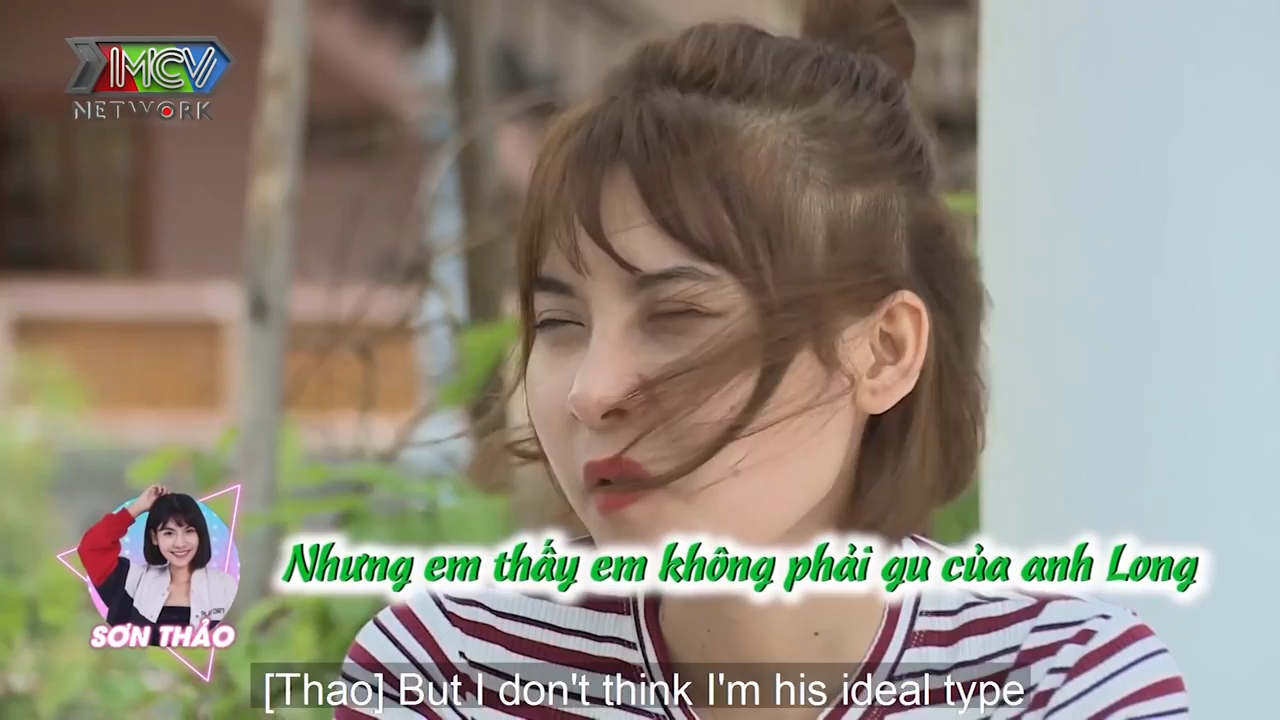 MCV
NETWORK
Nhưng em thấy em không phải gu của anh Long
SƠN THẢO
[Thao] But I don't think I'm his ideal type